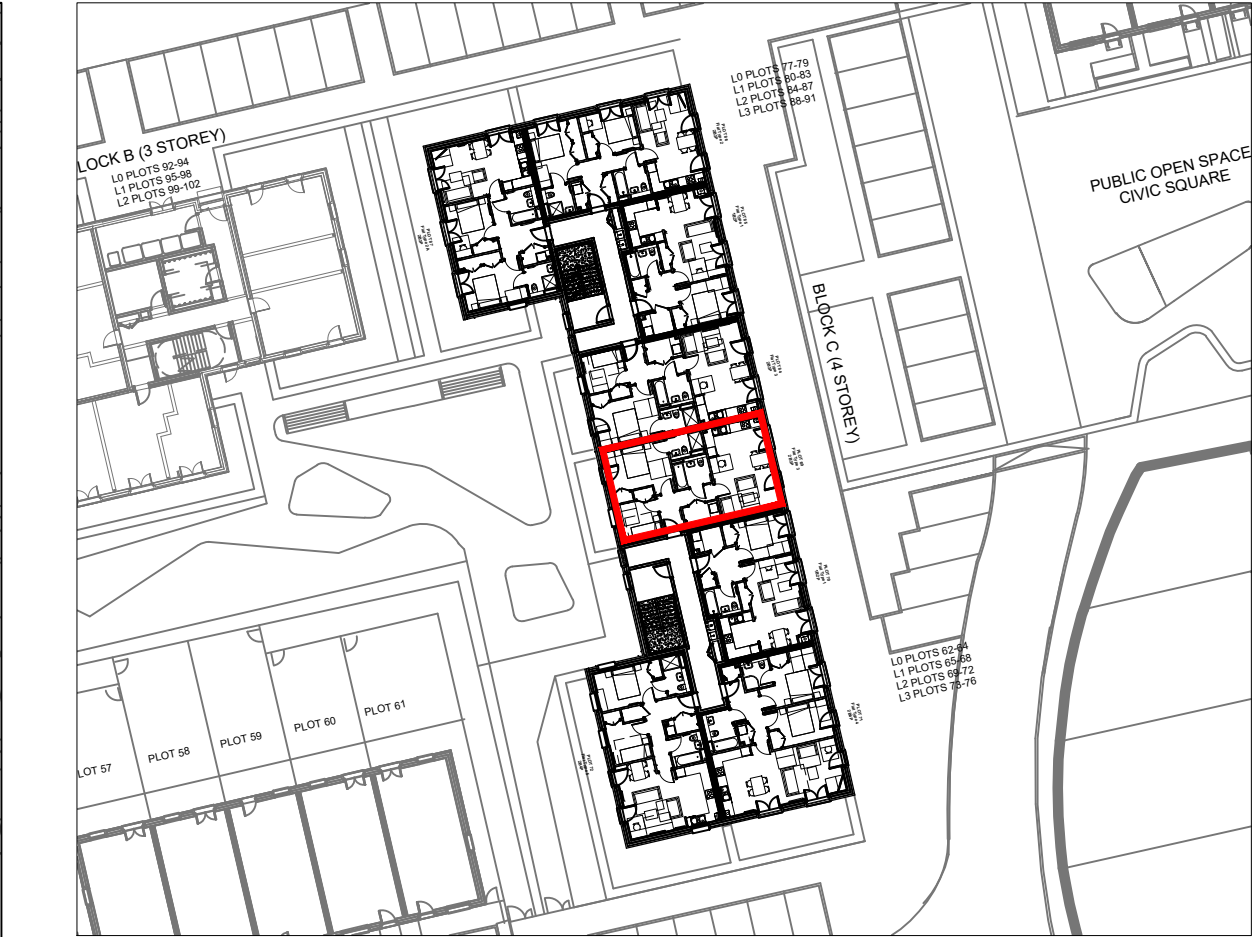 LOCK B (3 STOREY)
L0 PLOTS 92-94
L1 PLOTS 95-98
L2 PLOTS 99-102
L0 PLOTS 77-79
L1 PLOTS 80-83
L2 PLOTS 84-87
L3 PLOTS 88-91
PUBLIC OPEN SPACE
CIVIC SQUARE
BLOCK C (4 STOREY)
L0 PLOTS 62-64
L1 PLOTS 65-68
L2 PLOTS 69-72
L3 PLOTS 73-76
LOT 57
PLOT 58
PLOT 59
PLOT 60
PLOT 61